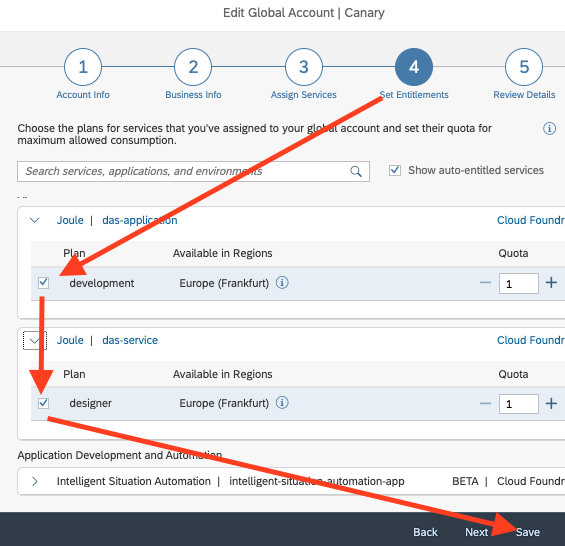 Edit Global Account | Canary
1 2 3 4 5
Account Info Business Info Assign Services Set Entitlements Review Details
Choose the plans for services that you've assigned to your global account and set their quota for
maximum allowed consumption.
Search services, applications, and environments
Show auto-entitled services
Joule | das-application Cloud Foundr
Plan Available in Regions Quota
development Europe (Frankfurt) 1
Joule | das-service Cloud Foundr
Plan Available in Regions Quota
designer Europe (Frankfurt) 1
Application Development and Automation
Intelligent Situation Automation | intelligent-situation-automation-app BETA | Cloud Foundr
Back Next Save